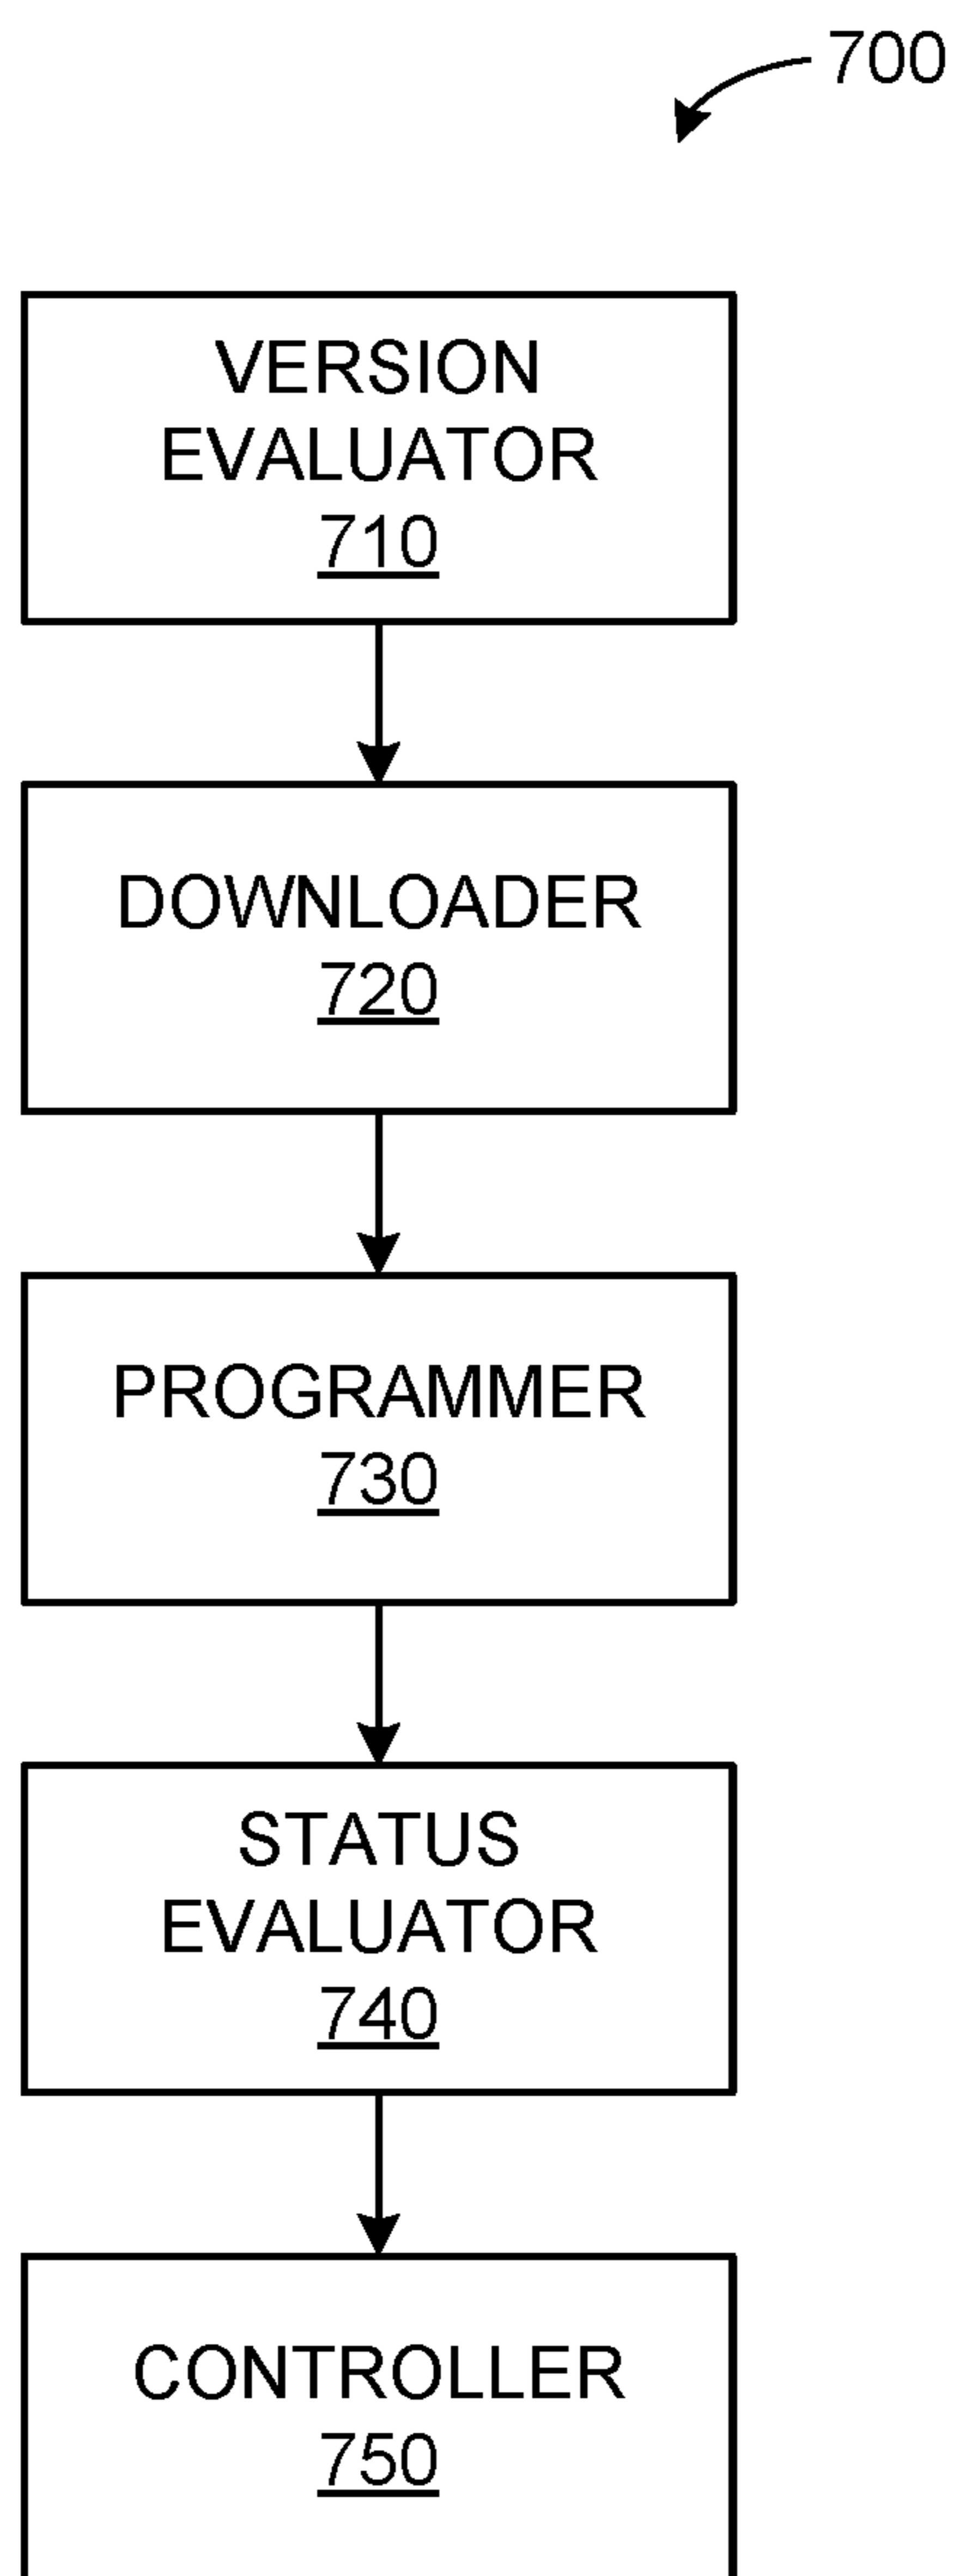 700
VERSION
EVALUATOR
710
DOWNLOADER
720
PROGRAMMER
730
STATUS
EVALUATOR
740
CONTROLLER
750